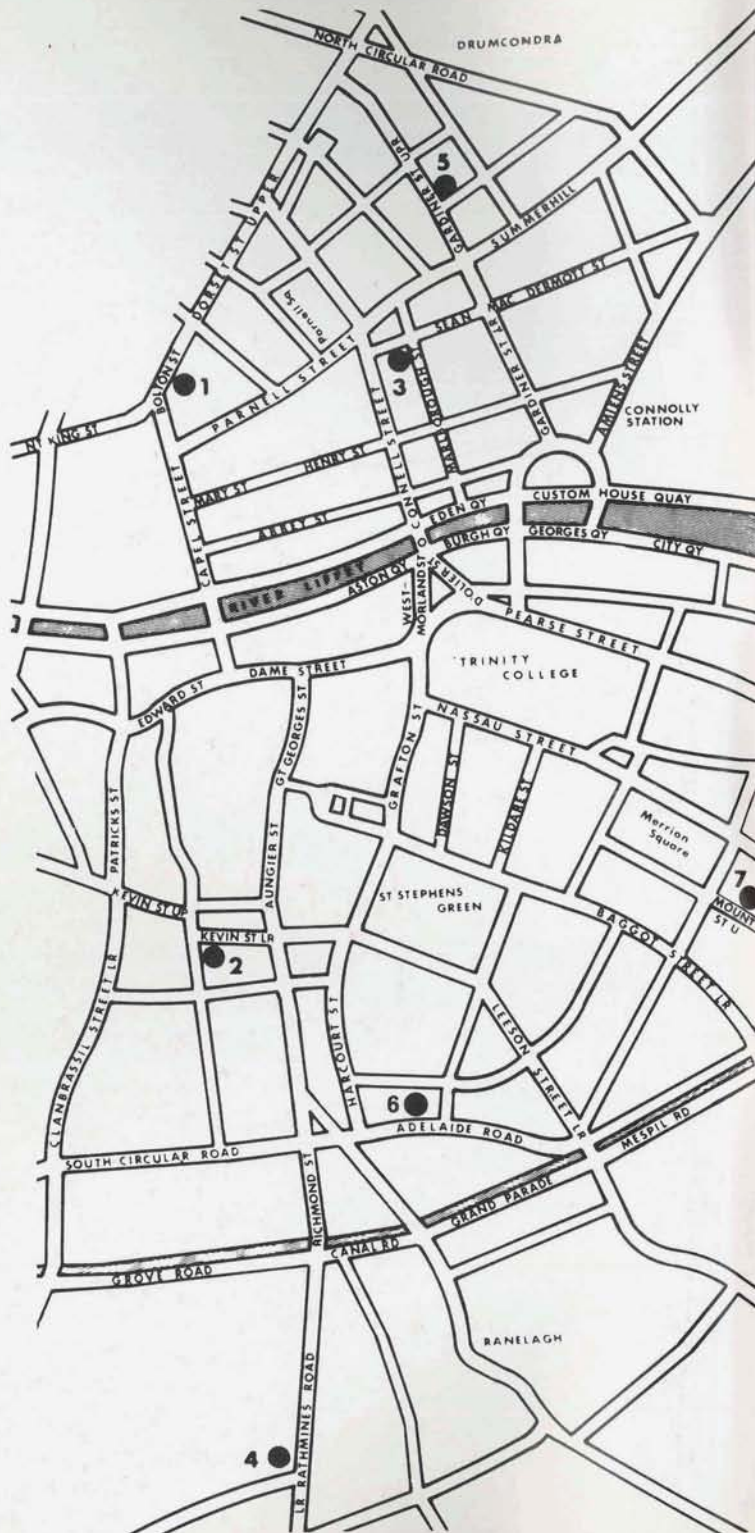 DRUMCONDRA
NORTH CIRCULAR ROAD
5
GARDINER ST UPR
SUMMERHILL
DORSET ST UPPER
Parnell Sq
SEAN MAC DERMOTT ST
BOLTON ST
1
PARNELL STREET
3
MARLBOROUGH ST
GARDINER ST LR
AMIENS STREET
CONNOLLY
STATION
NH KING ST
MARY ST
HENRY ST
O CONNELL STREET
CAPEL STREET
ABBEY ST
EDEN QY
CUSTOM HOUSE QUAY
BURGH QY
GEORGES QY
CITY QY
RIVER LIFFEY
ASTON QY
WEST-
MORLAND ST
D'OLIER ST
PEARSE STREET
TRINITY
COLLEGE
DAME STREET
EDWARD ST
NASSAU STREET
GT GEORGES ST
GRAFTON ST
DAWSON ST
KILDARE ST
Merrion
Square
PATRICKS ST
AUNGIER ST
7
MOUNT
ST U
KEVIN ST UP
ST STEPHENS
GREEN
BAGGOT STREET LR
KEVIN ST LR
2
CLANBRASSIL STREET LR
HARCOURT ST
LEESON STREET LR
6
ADELAIDE ROAD
MESPIL RD
SOUTH CIRCULAR ROAD
RICHMOND ST
GRAND PARADE
CANAL RD
GROVE ROAD
RANELAGH
LR RATHMINES ROAD
4